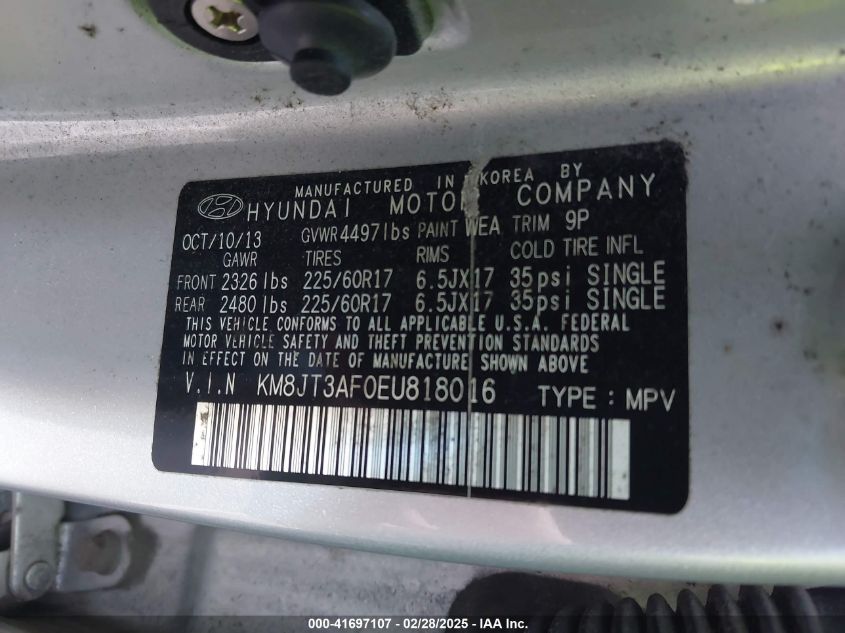 MANUFACTURED IN KOREA BY
HYUNDAI MOTOR COMPANY
OCT/10/13 GVWR 4497lbs PAINT WEA TRIM 9P
GAWR TIRES RIMS COLD TIRE INFL
FRONT 2326 lbs 225/60R17 6.5JX17 35psi SINGLE
REAR 2480 lbs 225/60R17 6.5JX17 35psi SINGLE
THIS VEHICLE CONFORMS TO ALL APPLICABLE U.S.A. FEDERAL
MOTOR VEHICLE SAFETY AND THEFT PREVENTION STANDARDS
IN EFFECT ON THE DATE OF MANUFACTURE SHOWN ABOVE
V.I.N KM8JT3AF0EU818016 TYPE : MPV
000-41697107 — 02/28/2025 — IAA Inc.